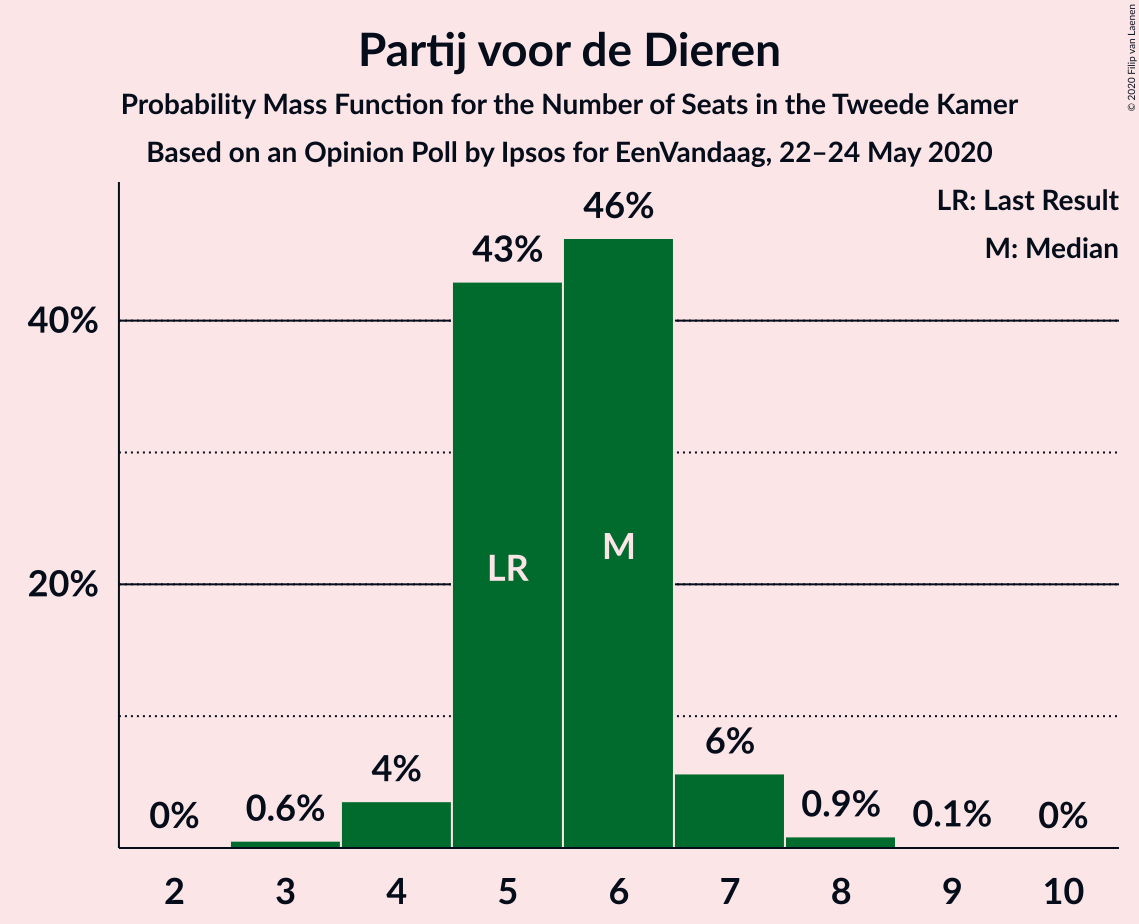 Partij voor de Dieren
Probability Mass Function for the Number of Seats in the Tweede Kamer
Based on an Opinion Poll by Ipsos for EenVandaag, 22–24 May 2020
© 2020 Filip van Laenen
LR: Last Result
M: Median
46%
43%
40%
M
LR
20%
6%
4%
0.9%
0.6%
0.1%
0%
0%
2 3 4 5 6 7 8 9 10